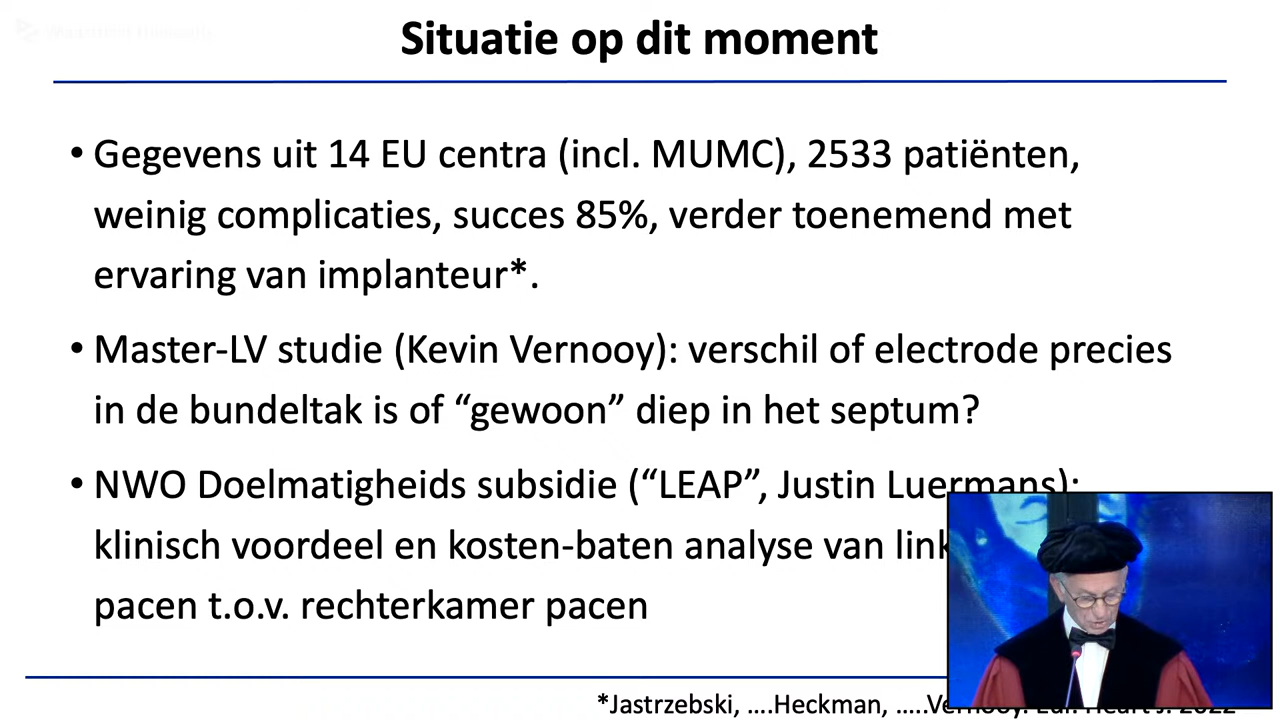 Situatie op dit moment
• Gegevens uit 14 EU centra (incl. MUMC), 2533 patiënten,
weinig complicaties, succes 85%, verder toenemend met
ervaring van implanteur*.
• Master-LV studie (Kevin Vernooy): verschil of electrode precies
in de bundeltak is of “gewoon” diep in het septum?
• NWO Doelmatigheids subsidie (“LEAP”, Justin Luermans):
klinisch voordeel en kosten-baten analyse van link
pacen t.o.v. rechterkamer pacen
*Jastrzebski, ….Heckman, …..Vernooy. Eur. Heart J. 2022